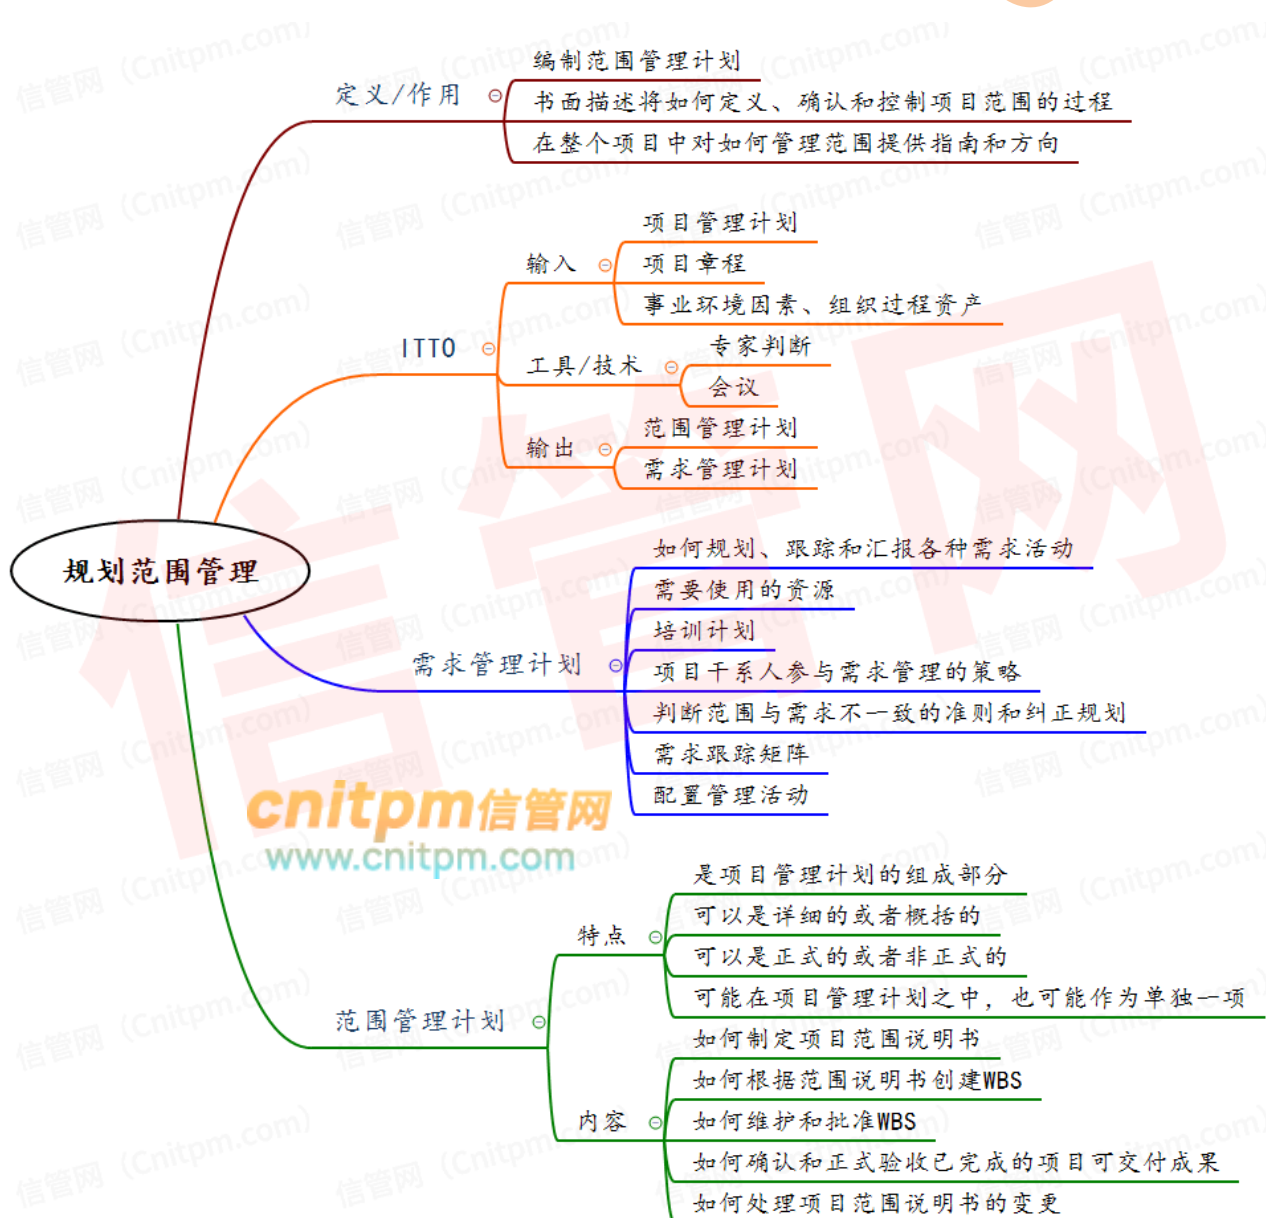 定义/作用
编制范围管理计划
书面描述将如何定义、确认和控制项目范围的过程
在整个项目中对如何管理范围提供指南和方向
ITTO
输入
项目管理计划
项目章程
事业环境因素、组织过程资产
工具/技术
专家判断
会议
输出
范围管理计划
需求管理计划
规划范围管理
需求管理计划
如何规划、跟踪和汇报各种需求活动
需要使用的资源
培训计划
项目干系人参与需求管理的策略
判断范围与需求不一致的准则和纠正规划
需求跟踪矩阵
配置管理活动
cnitpm信管网
www.cnitpm.com
范围管理计划
特点
是项目管理计划的组成部分
可以是详细的或者概括的
可以是正式的或者非正式的
可能在项目管理计划之中，也可能作为单独一项
内容
如何制定项目范围说明书
如何根据范围说明书创建WBS
如何维护和批准WBS
如何确认和正式验收已完成的项目可交付成果
如何处理项目范围说明书的变更
信管网
信管网（Cnitpm.com）